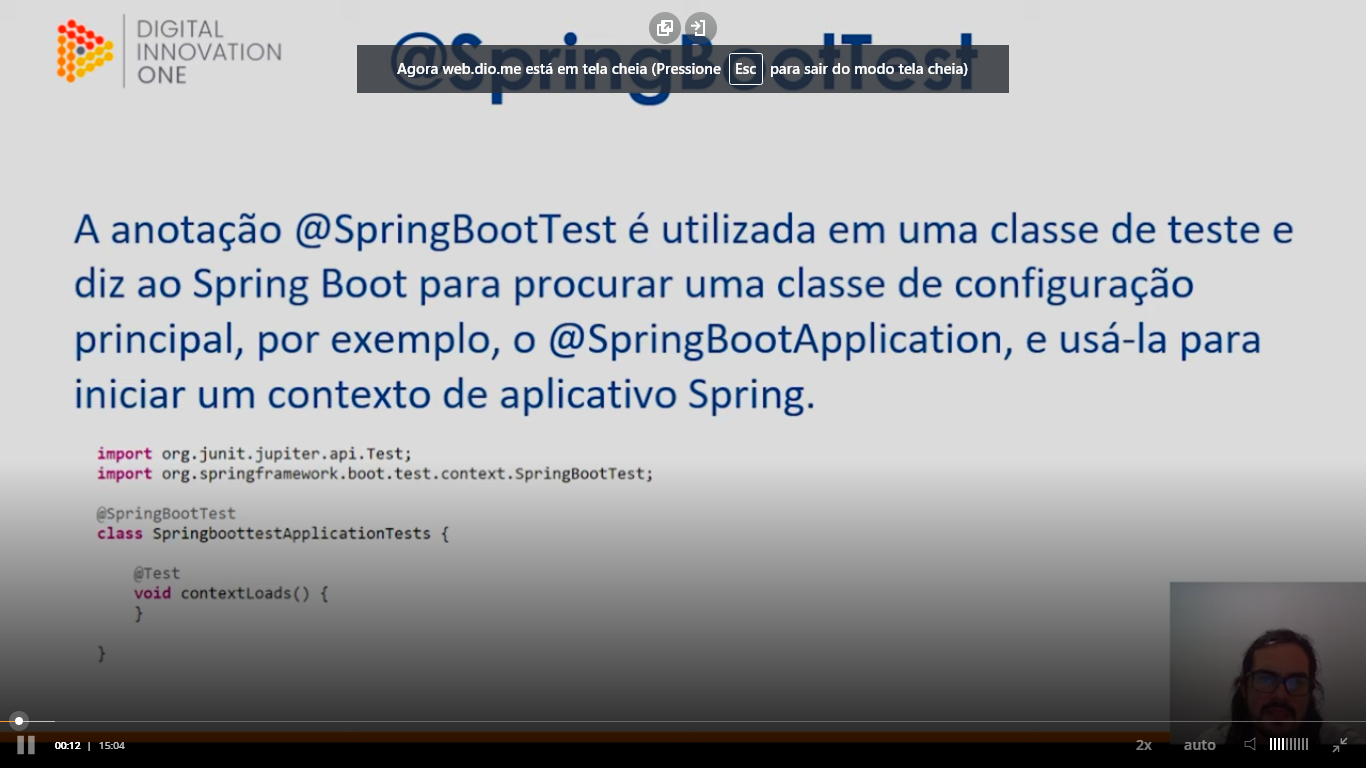 DIGITAL
INNOVATION
ONE
@SpringBootTest
Agora web.dio.me está em tela cheia (Pressione Esc para sair do modo tela cheia)
A anotação @SpringBootTest é utilizada em uma classe de teste e
diz ao Spring Boot para procurar uma classe de configuração
principal, por exemplo, o @SpringBootApplication, e usá-la para
iniciar um contexto de aplicativo Spring.
import org.junit.jupiter.api.Test;
import org.springframework.boot.test.context.SpringBootTest;
@SpringBootTest
class SpringboottestApplicationTests {
@Test
void contextLoads() {
}
}
00:12 | 15:04
2x auto